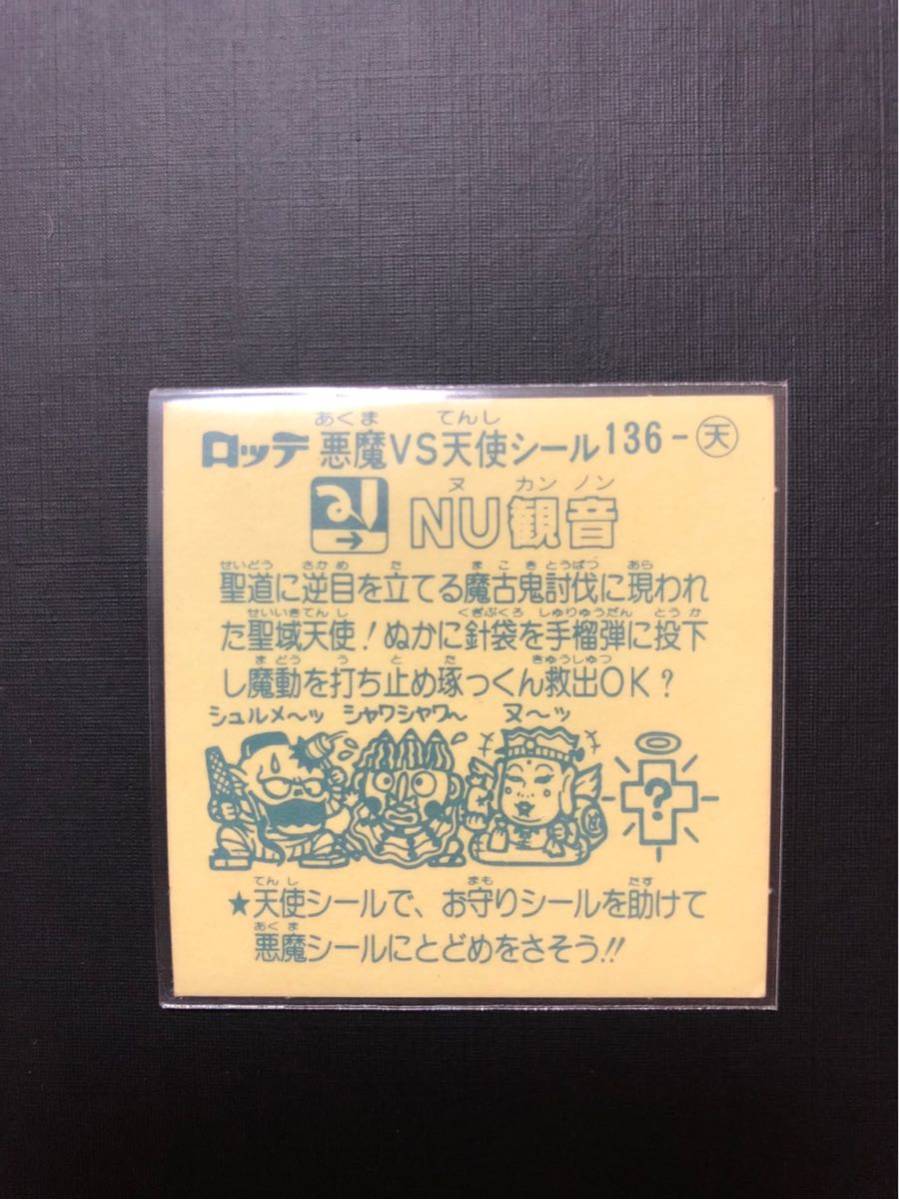 あくま てんし
ロッテ 悪魔VS天使シール136-天
ヌ カン ノン
NU観音
せいどう さかめ た まこきとうばつ あら
聖道に逆目を立てる魔古鬼討伐に現われ
せいいきてんし くぎぶくろ しゅりゅうだん とうか
た聖域天使!ぬかに針袋を手榴弾に投下
まどう う と た きゅうしゅつ
し魔動を打ち止め琢っくん救出OK?
シュルメ〜ッ シャワシャワ〜 ヌ〜ッ
?
てんし まも たす
★天使シールで、お守りシールを助けて
あくま
悪魔シールにとどめをさそう!!